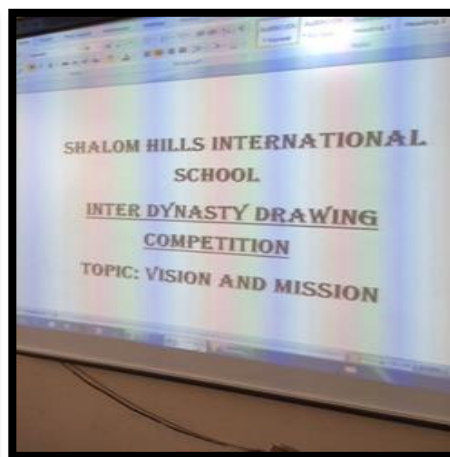 SHALOM HILLS INTERNATIONAL
SCHOOL
INTER DYNASTY DRAWING
COMPETITION
TOPIC: VISION AND MISSION